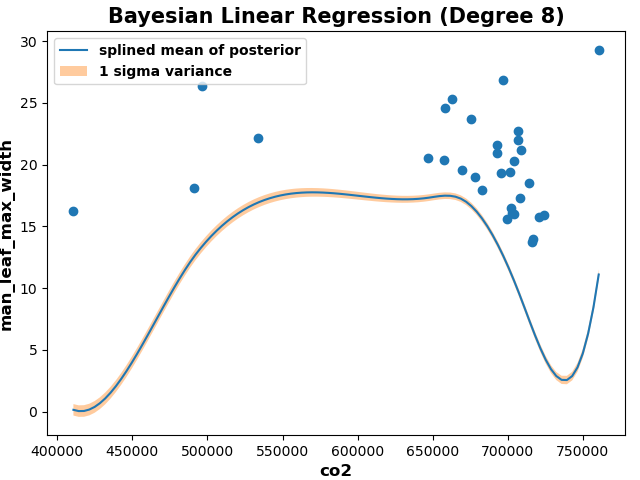 Bayesian Linear Regression (Degree 8)
splined mean of posterior
1 sigma variance
man_leaf_max_width
30
25
20
15
10
5
0
400000 450000 500000 550000 600000 650000 700000 750000
co2